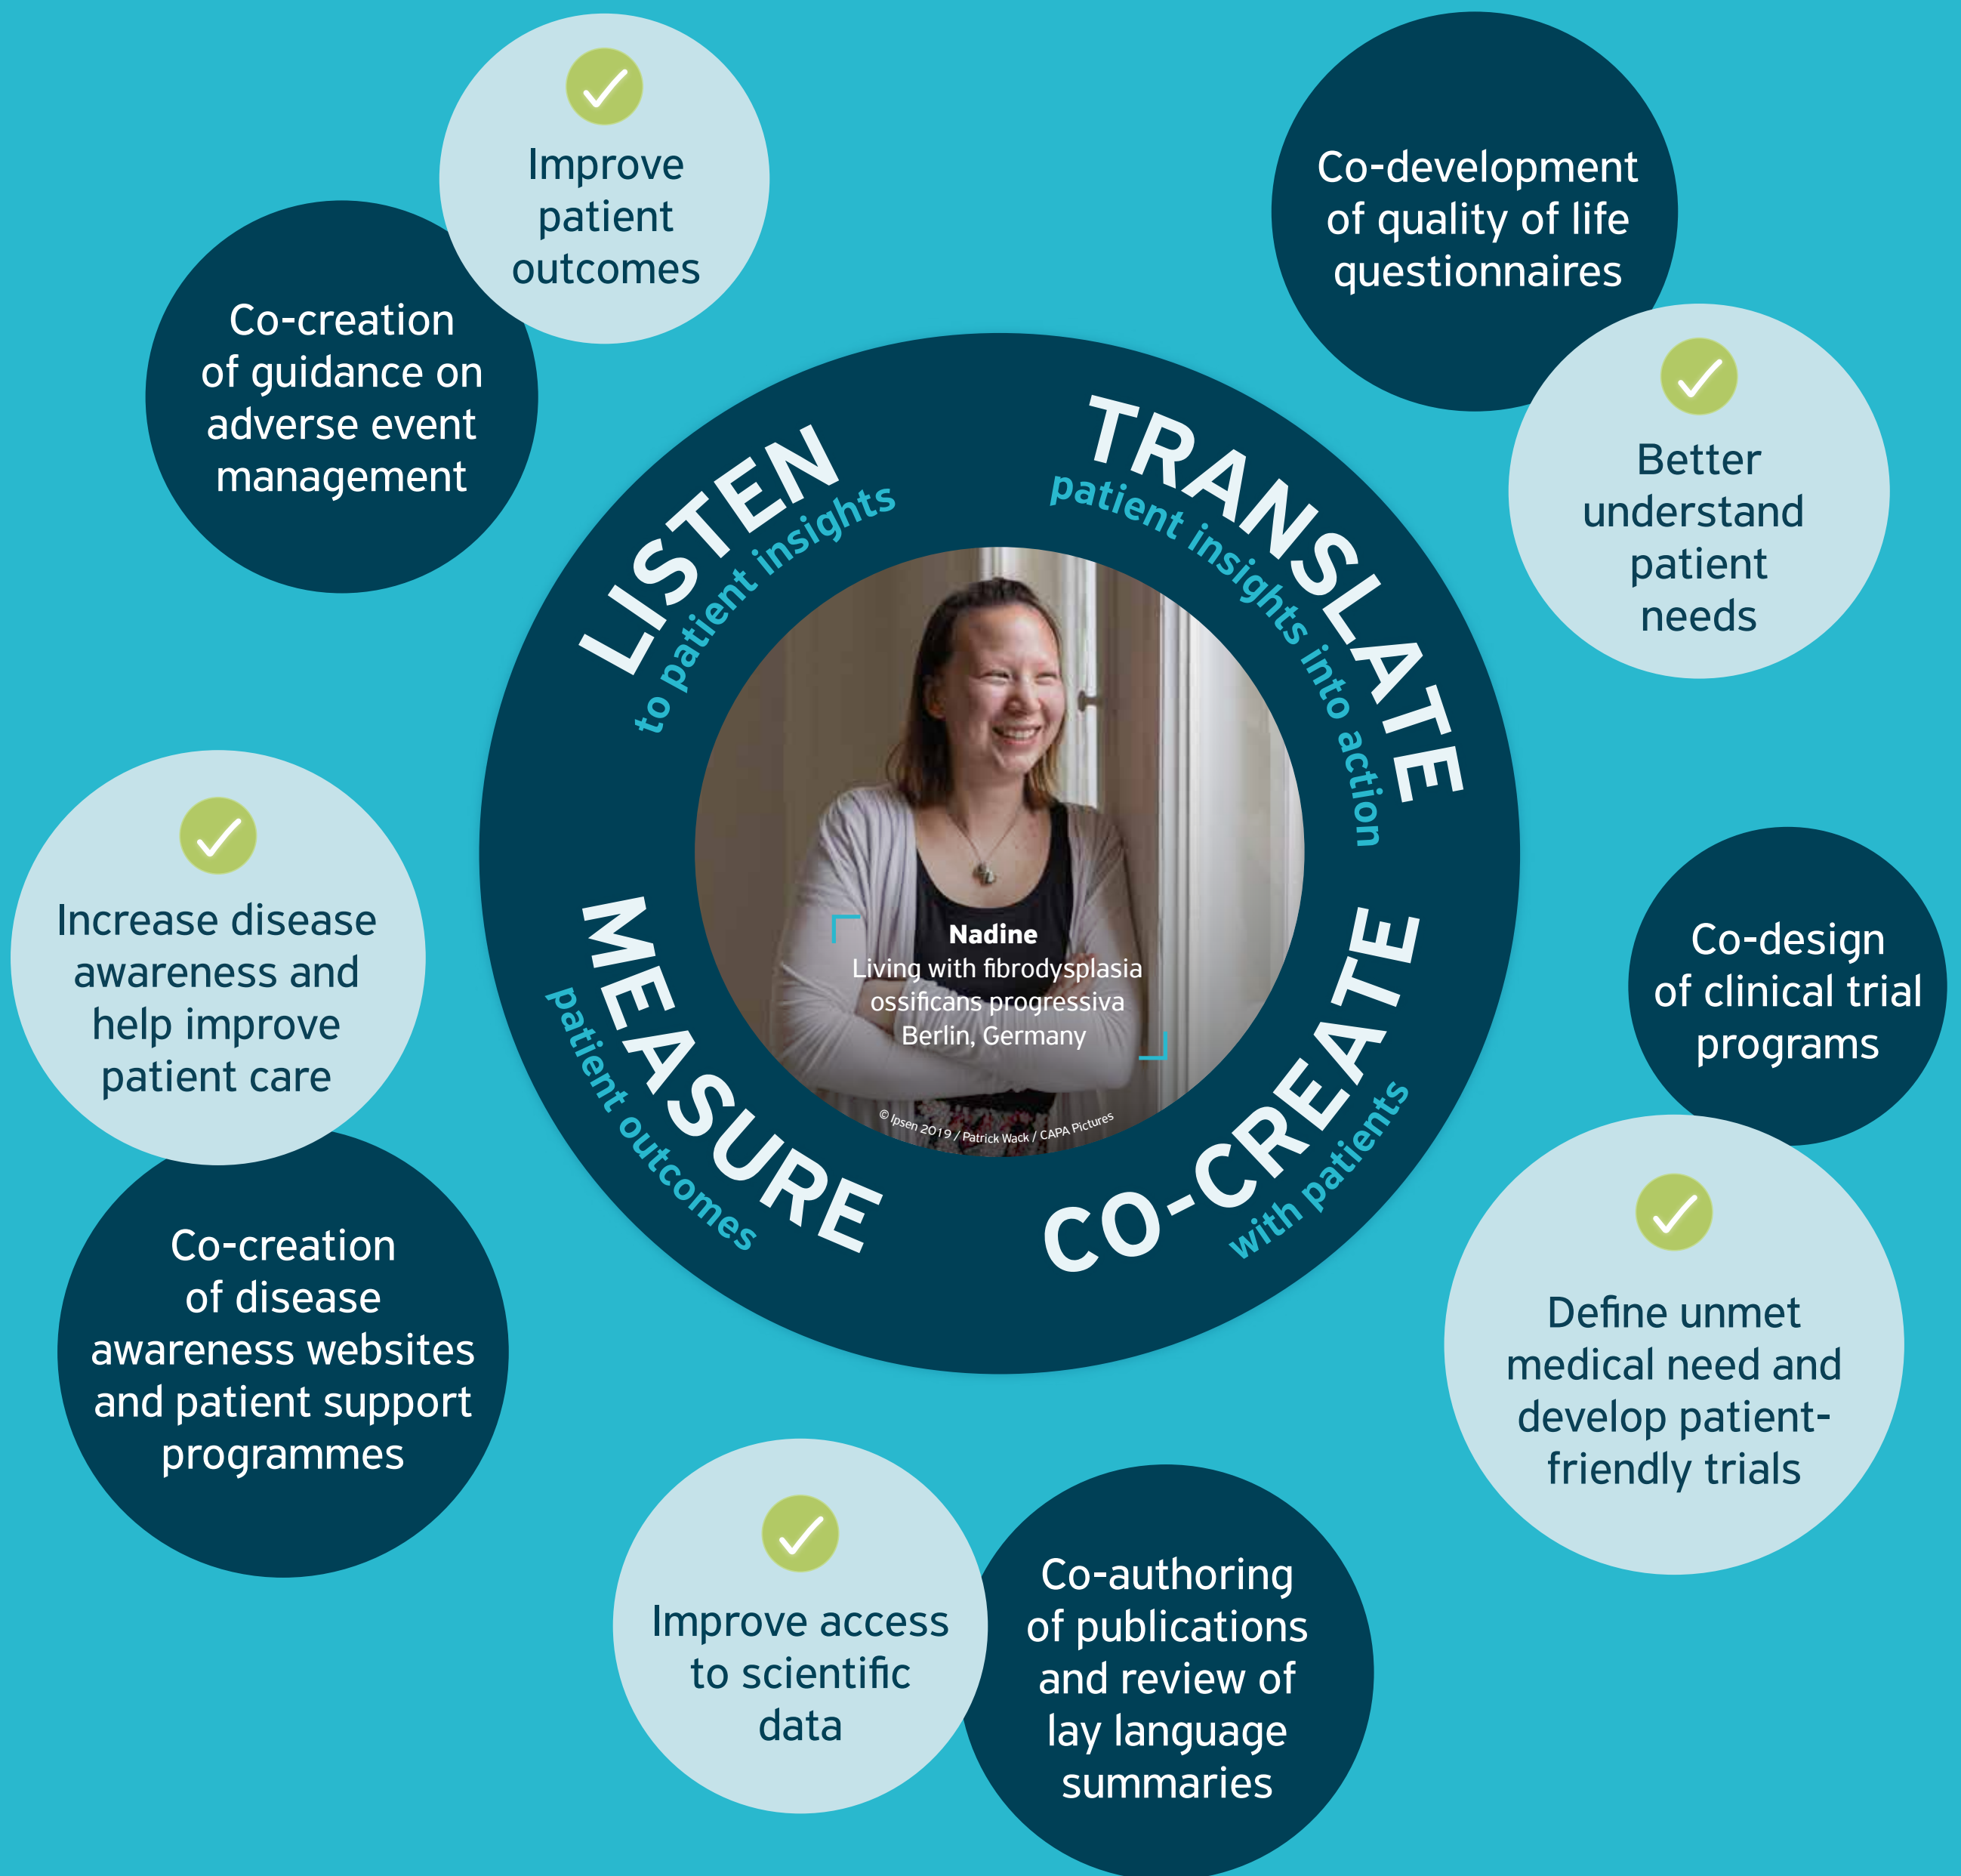 Improve
patient
outcomes
Co-creation
of guidance on
adverse event
management
Co-development
of quality of life
questionnaires
Better
understand
patient
needs
LISTEN
to patient insights
TRANSLATE
patient insights into action
CO-CREATE
with patients
MEASURE
patient outcomes
Nadine
Living with fibrodysplasia
ossificans progressiva
Berlin, Germany
© Ipsen 2019 / Patrick Wack / CAPA Pictures
Increase disease
awareness and
help improve
patient care
Co-creation
of disease
awareness websites
and patient support
programmes
Co-design
of clinical trial
programs
Define unmet
medical need and
develop patient-
friendly trials
Improve access
to scientific
data
Co-authoring
of publications
and review of
lay language
summaries